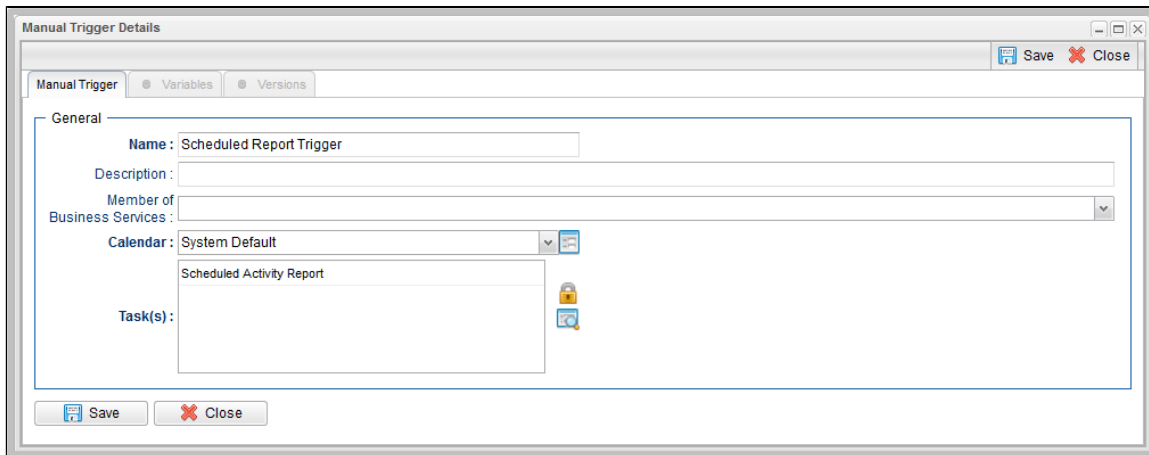 Manual Trigger Details
Save Close
Manual Trigger Variables Versions
General
Name : Scheduled Report Trigger
Description :
Member of
Business Services :
Calendar : System Default
Scheduled Activity Report
Task(s) :
Save Close